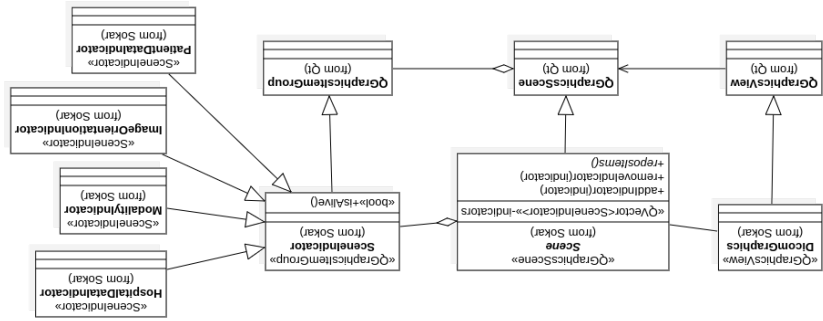 «QGraphicsView»
DicomGraphics
(from Sokar)
«QGraphicsScene»
Scene
(from Sokar)
«QVector<SceneIndicator>»-indicators
+addIndicator(indicator)
+removeIndicator(indicator)
+reposItems()
«QGraphicsItemGroup»
SceneIndicator
(from Sokar)
«bool»+isAlive()
«SceneIndicator»
HospitalDataIndicator
(from Sokar)
«SceneIndicator»
ModalityIndicator
(from Sokar)
«SceneIndicator»
ImageOrientationIndicator
(from Sokar)
«SceneIndicator»
PatientDataIndicator
(from Sokar)
QGraphicsView
(from Qt)
QGraphicsScene
(from Qt)
QGraphicsItemGroup
(from Qt)